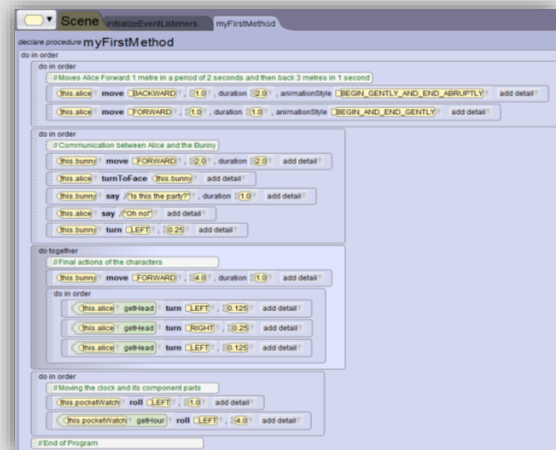 Scene initializeEventListeners myFirstMethod
declare procedure myFirstMethod
do in order
do in order
//Moves Alice Forward 1 metre in a period of 2 seconds and then back 3 metres in 1 second
this.alice move BACKWARD, 1.0, duration 2.0, animationStyle BEGIN_GENTLY_AND_END_ABRUPTLY add detail
this.alice move FORWARD, 1.0, duration 1.0, animationStyle BEGIN_AND_END_GENTLY add detail
do in order
//Communication between Alice and the Bunny
this.bunny move FORWARD, 2.0, duration 2.0 add detail
this.alice turnToFace this.bunny add detail
this.bunny say "Is this the party?", duration 1.0 add detail
this.alice say "Oh no!" add detail
this.bunny turn LEFT, 0.25 add detail
do together
//Final actions of the characters
this.bunny move FORWARD, 4.0, duration 1.0 add detail
do in order
this.alice getHead turn LEFT, 0.125 add detail
this.alice getHead turn RIGHT, 0.25 add detail
this.alice getHead turn LEFT, 0.125 add detail
do in order
//Moving the clock and its component parts
this.pocketWatch roll LEFT, 1.0 add detail
this.pocketWatch getHour roll LEFT, 4.0 add detail
//End of Program